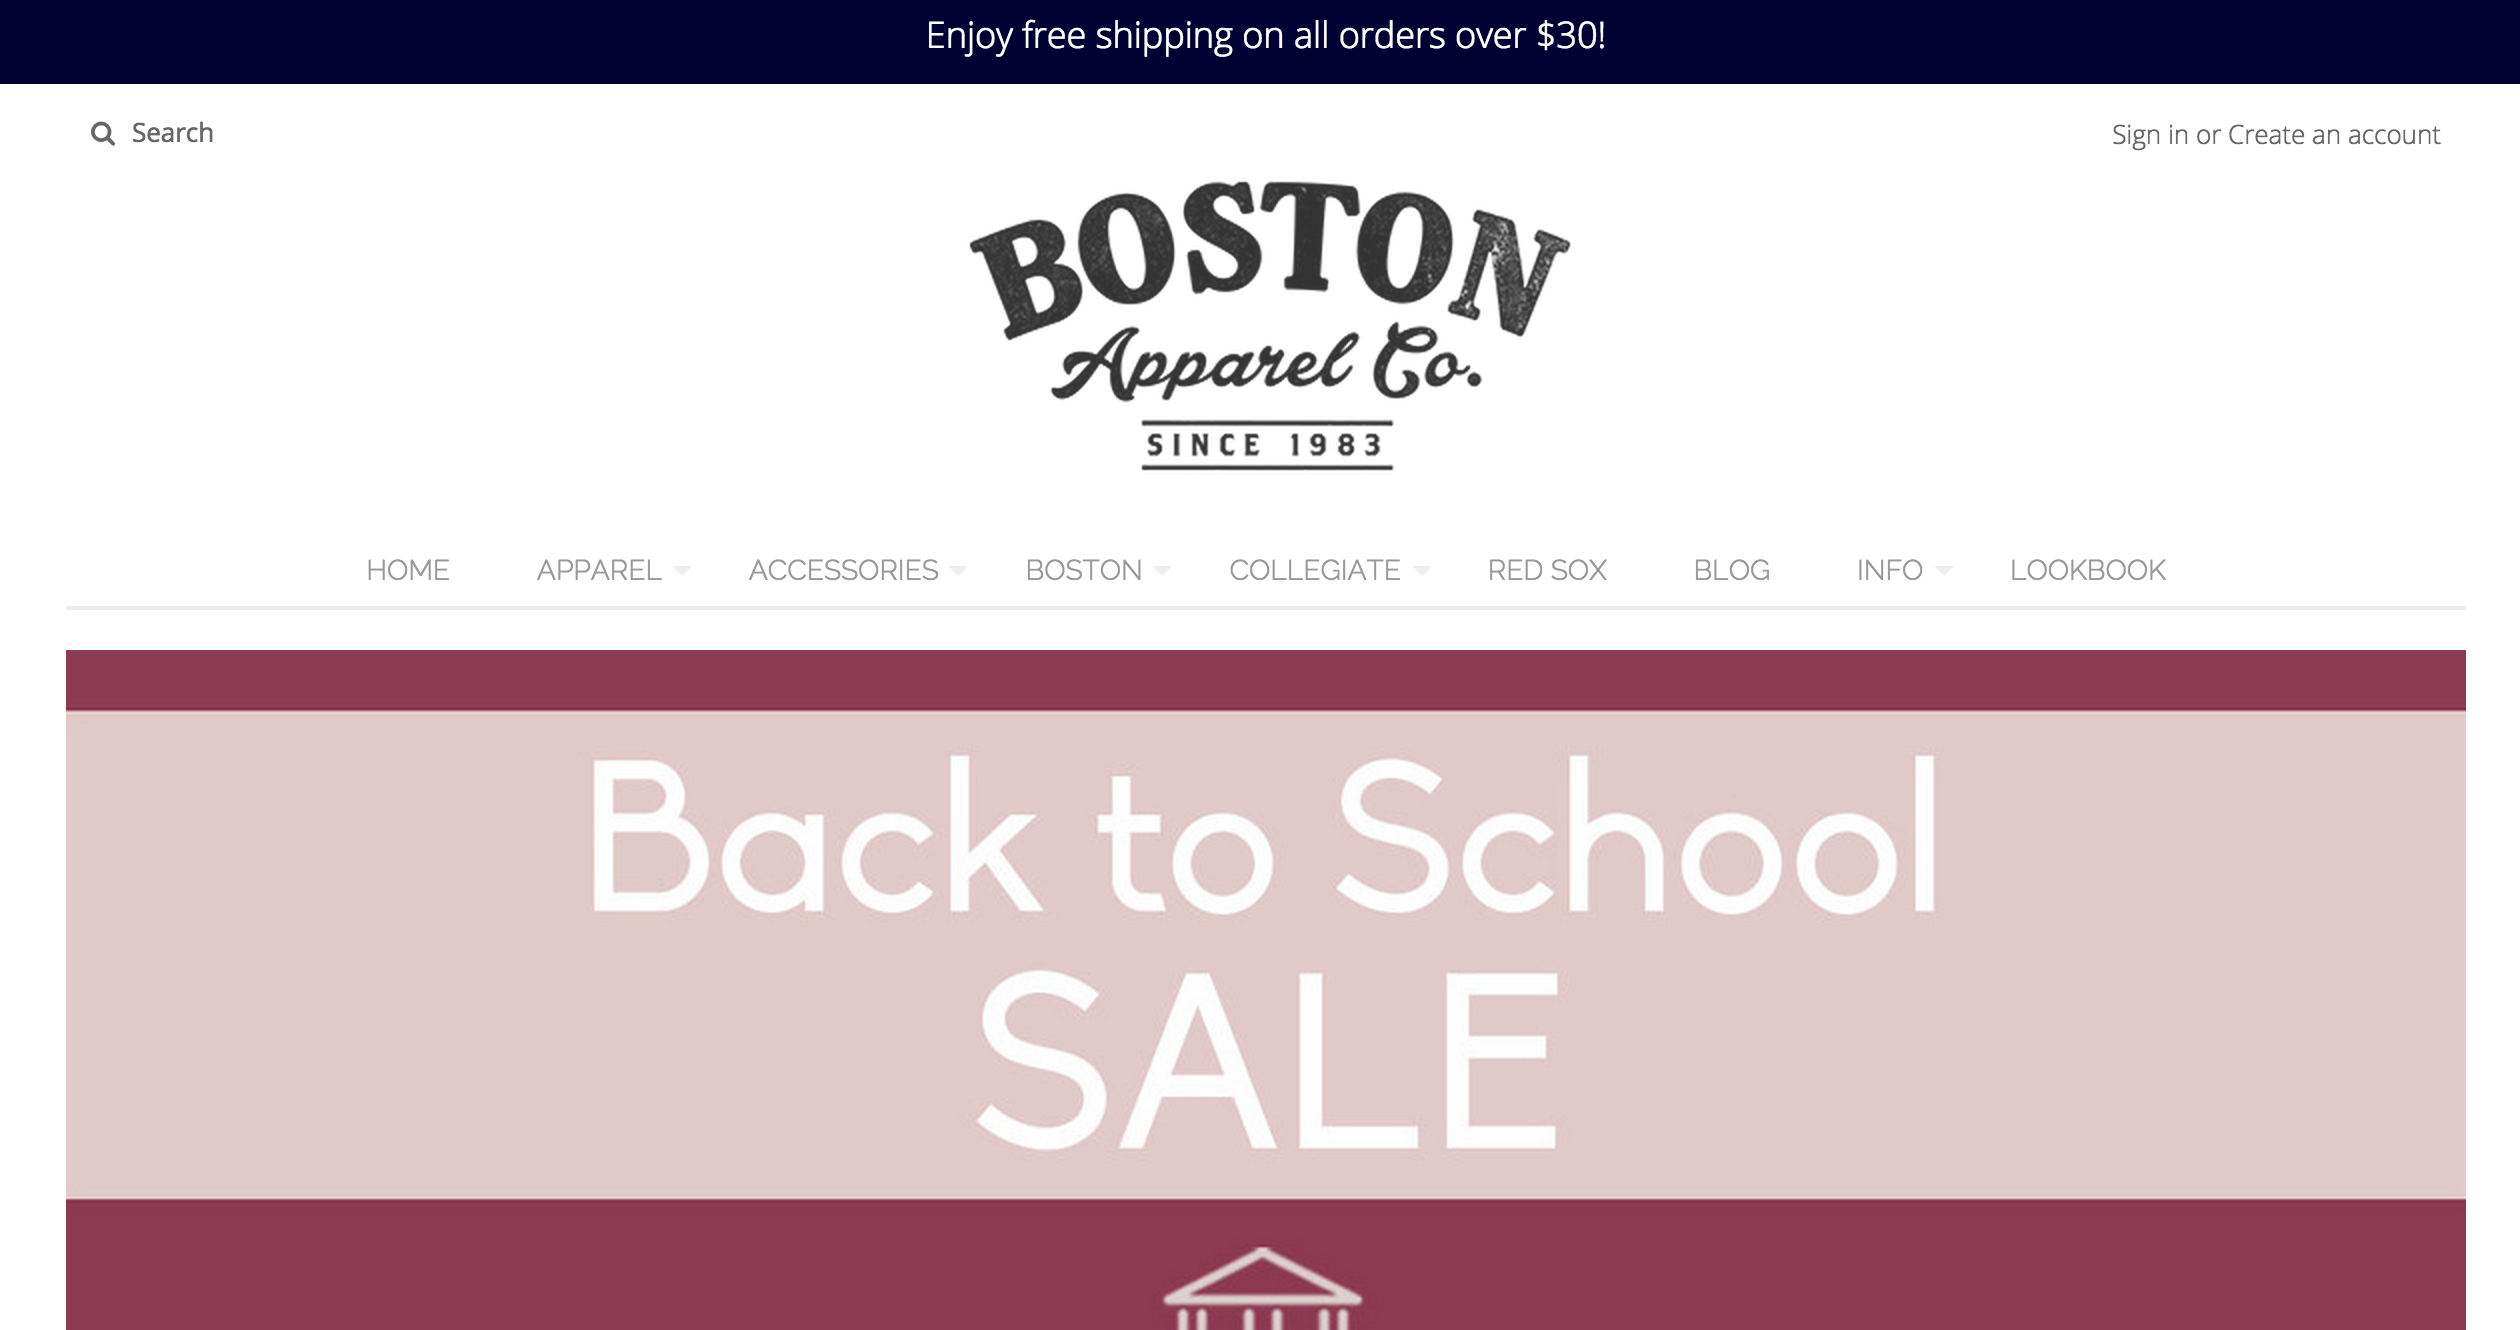 Enjoy free shipping on all orders over $30!
Search
Sign in or Create an account
BOSTON
Apparel Co.
SINCE 1983
HOME APPAREL ACCESSORIES BOSTON COLLEGIATE RED SOX BLOG INFO LOOKBOOK
Back to School
SALE